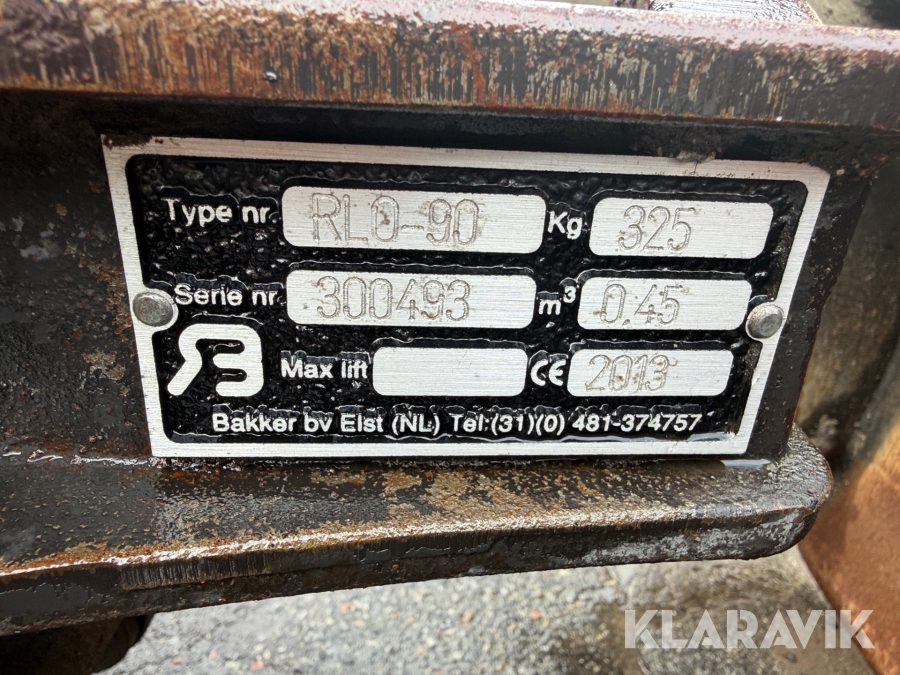 Type nr. RLO-90 Kg 325
Serie nr. 300493 m³ 0.45
Max lift CE 2013
Bakker bv Elst (NL) Tel:(31)(0) 481-374757
KLARAVIK